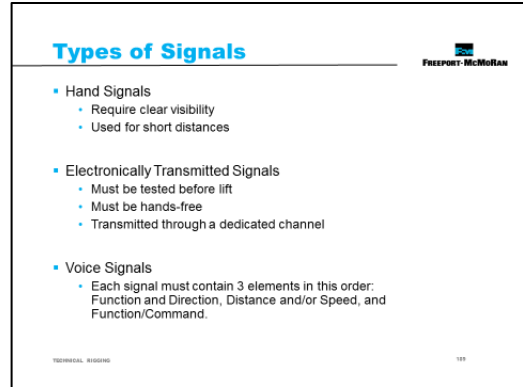 Types of Signals
FCX
FREEPORT-MCMORAN
Hand Signals
Require clear visibility
Used for short distances
Electronically Transmitted Signals
Must be tested before lift
Must be hands-free
Transmitted through a dedicated channel
Voice Signals
Each signal must contain 3 elements in this order:
Function and Direction, Distance and/or Speed, and
Function/Command.
TECHNICAL RIGGING
189